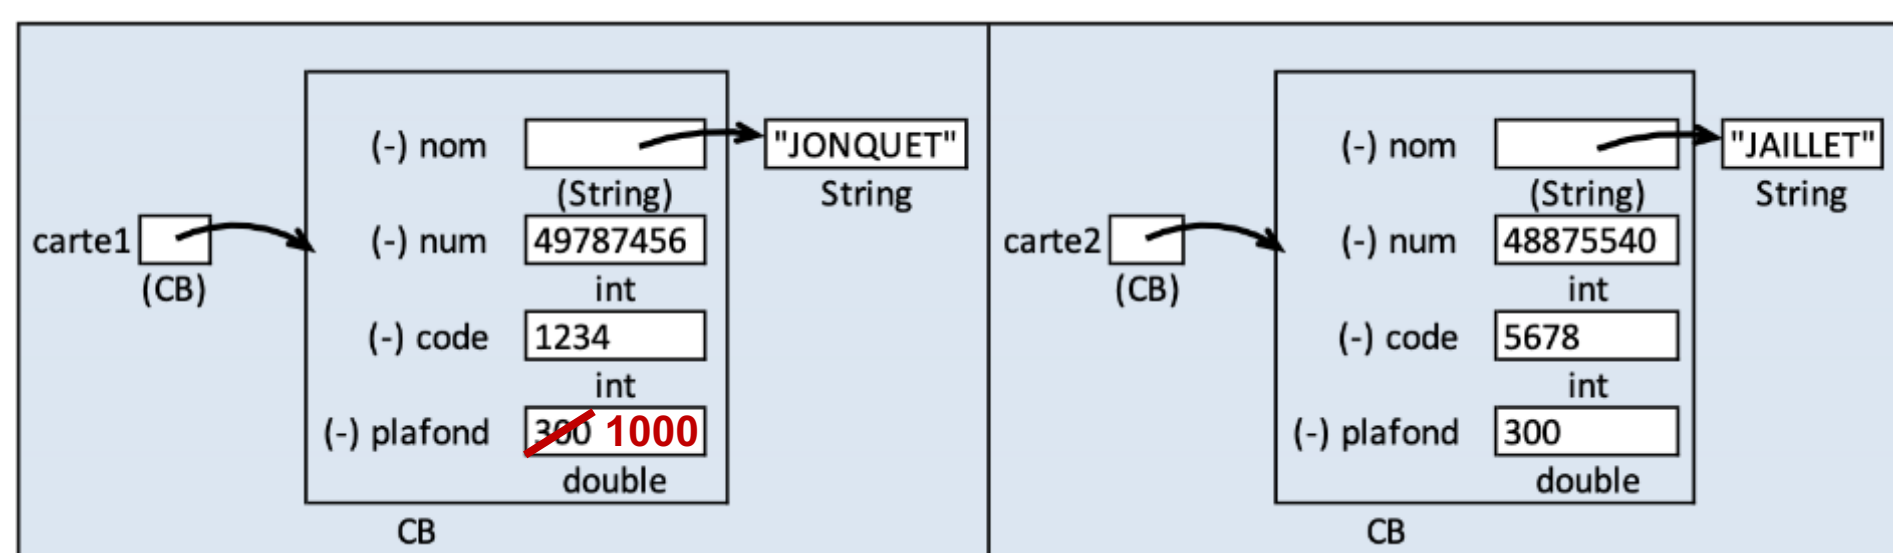 (-) nom "JONQUET"
(String) String
carte1 (-) num 49787456
(CB) int
(-) code 1234
int
(-) plafond 300 1000
double
CB
(-) nom "JAILLET"
(String) String
carte2 (-) num 48875540
(CB) int
(-) code 5678
int
(-) plafond 300
double
CB